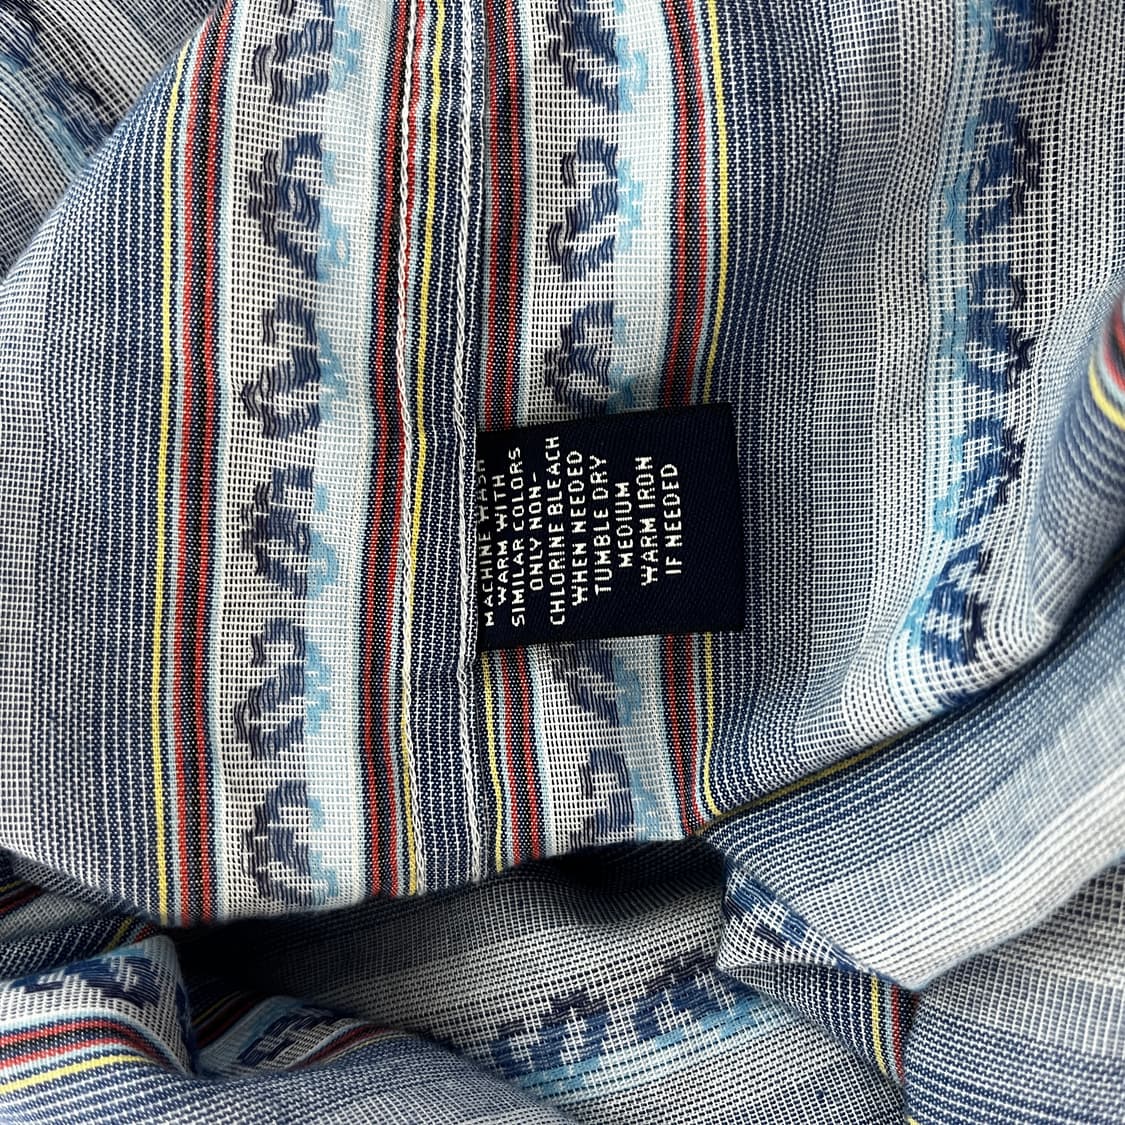 MACHINE WASH
WARM WITH
SIMILAR COLORS
ONLY NON-
CHLORINE BLEACH
WHEN NEEDED
TUMBLE DRY
MEDIUM
WARM IRON
IF NEEDED